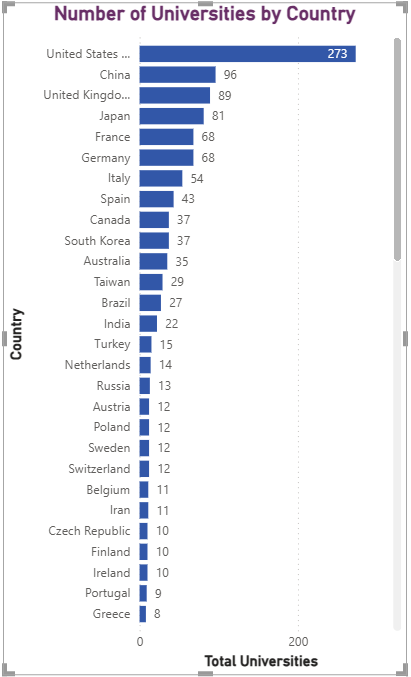 Number of Universities by Country
United States ... 273
China 96
United Kingdo... 89
Japan 81
France 68
Germany 68
Italy 54
Spain 43
Canada 37
South Korea 37
Australia 35
Taiwan 29
Brazil 27
India 22
Turkey 15
Netherlands 14
Russia 13
Austria 12
Poland 12
Sweden 12
Switzerland 12
Belgium 11
Iran 11
Czech Republic 10
Finland 10
Ireland 10
Portugal 9
Greece 8
Country
0 200
Total Universities